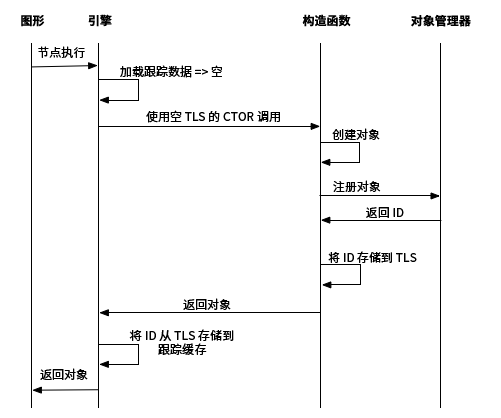 图形 引擎 构造函数 对象管理器
节点执行
加载跟踪数据 => 空
使用空 TLS 的 CTOR 调用
创建对象
注册对象
返回 ID
将 ID 存储到 TLS
返回对象
将 ID 从 TLS 存储到
跟踪缓存
返回对象